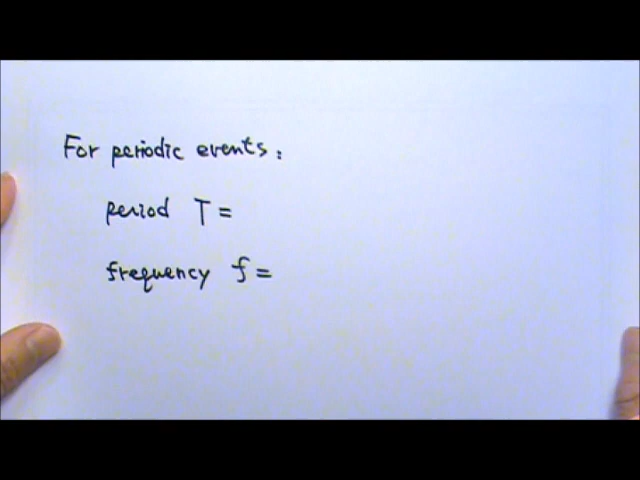 For periodic events:
period T =
frequency f =